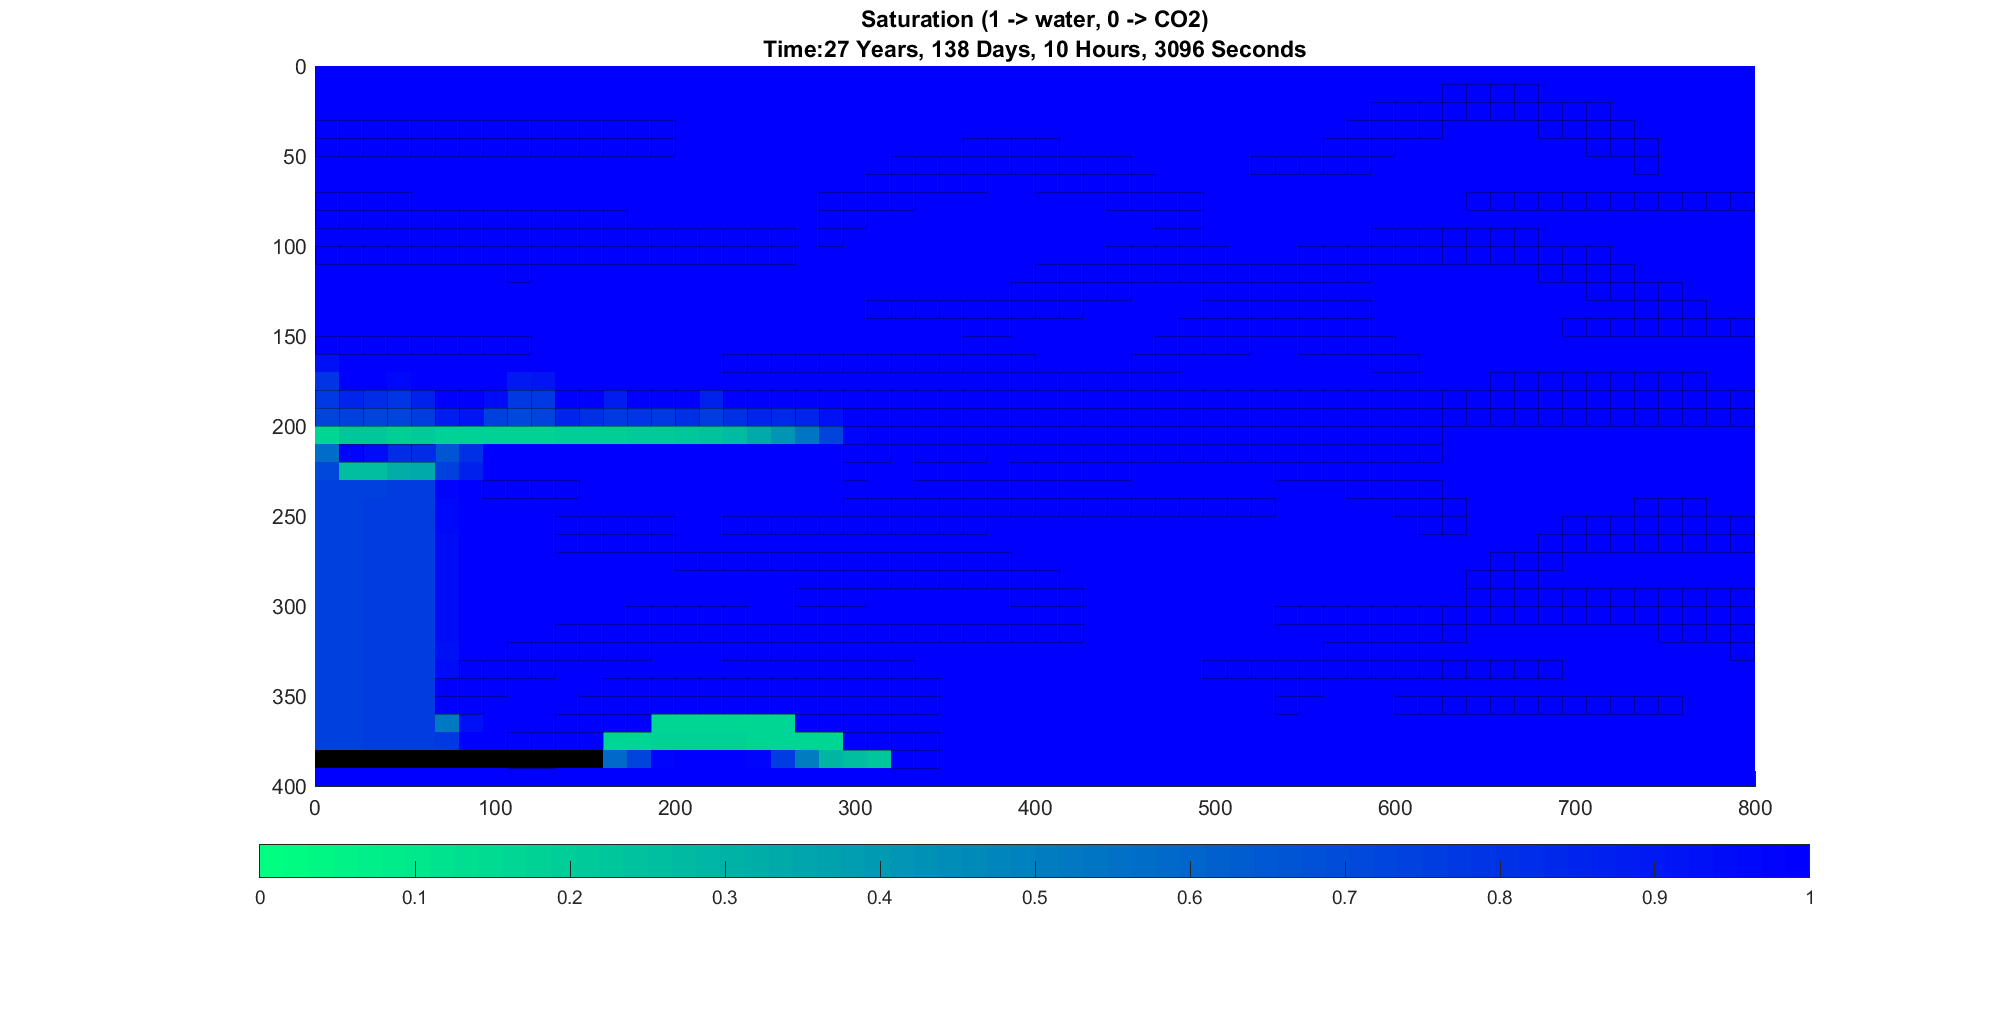 Saturation (1 -> water, 0 -> CO2)
Time:27 Years, 138 Days, 10 Hours, 3096 Seconds
0
50
100
150
200
250
300
350
400
0 100 200 300 400 500 600 700 800
0 0.1 0.2 0.3 0.4 0.5 0.6 0.7 0.8 0.9 1